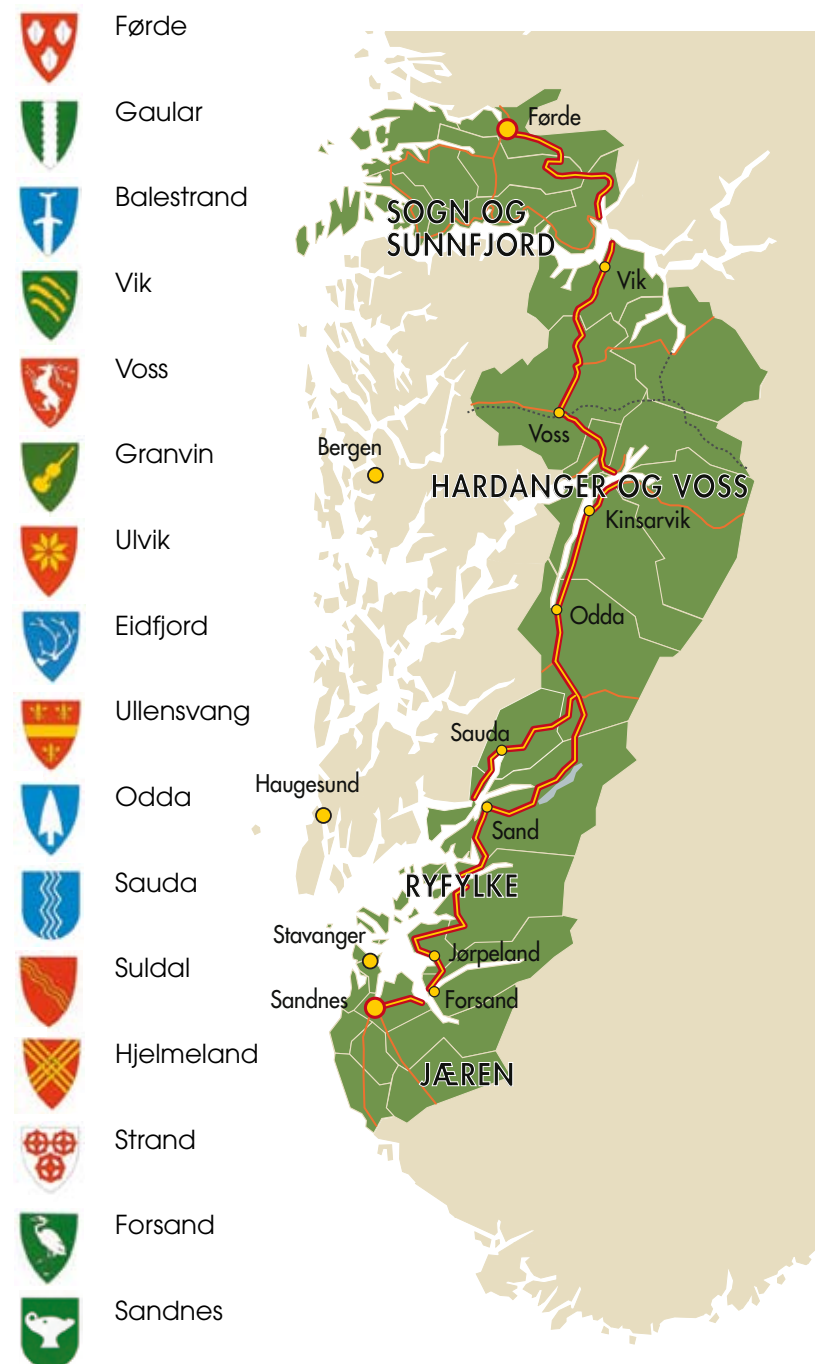 Førde
Gaular
Balestrand
Vik
Voss
Granvin
Ulvik
Eidfjord
Ullensvang
Odda
Sauda
Suldal
Hjelmeland
Strand
Forsand
Sandnes
Førde
SOGN OG
SUNNFJORD
Vik
Voss
Bergen
HARDANGER OG VOSS
Kinsarvik
Odda
Sauda
Haugesund
Sand
RYFYLKE
Stavanger
Jørpeland
Sandnes
Forsand
JÆREN